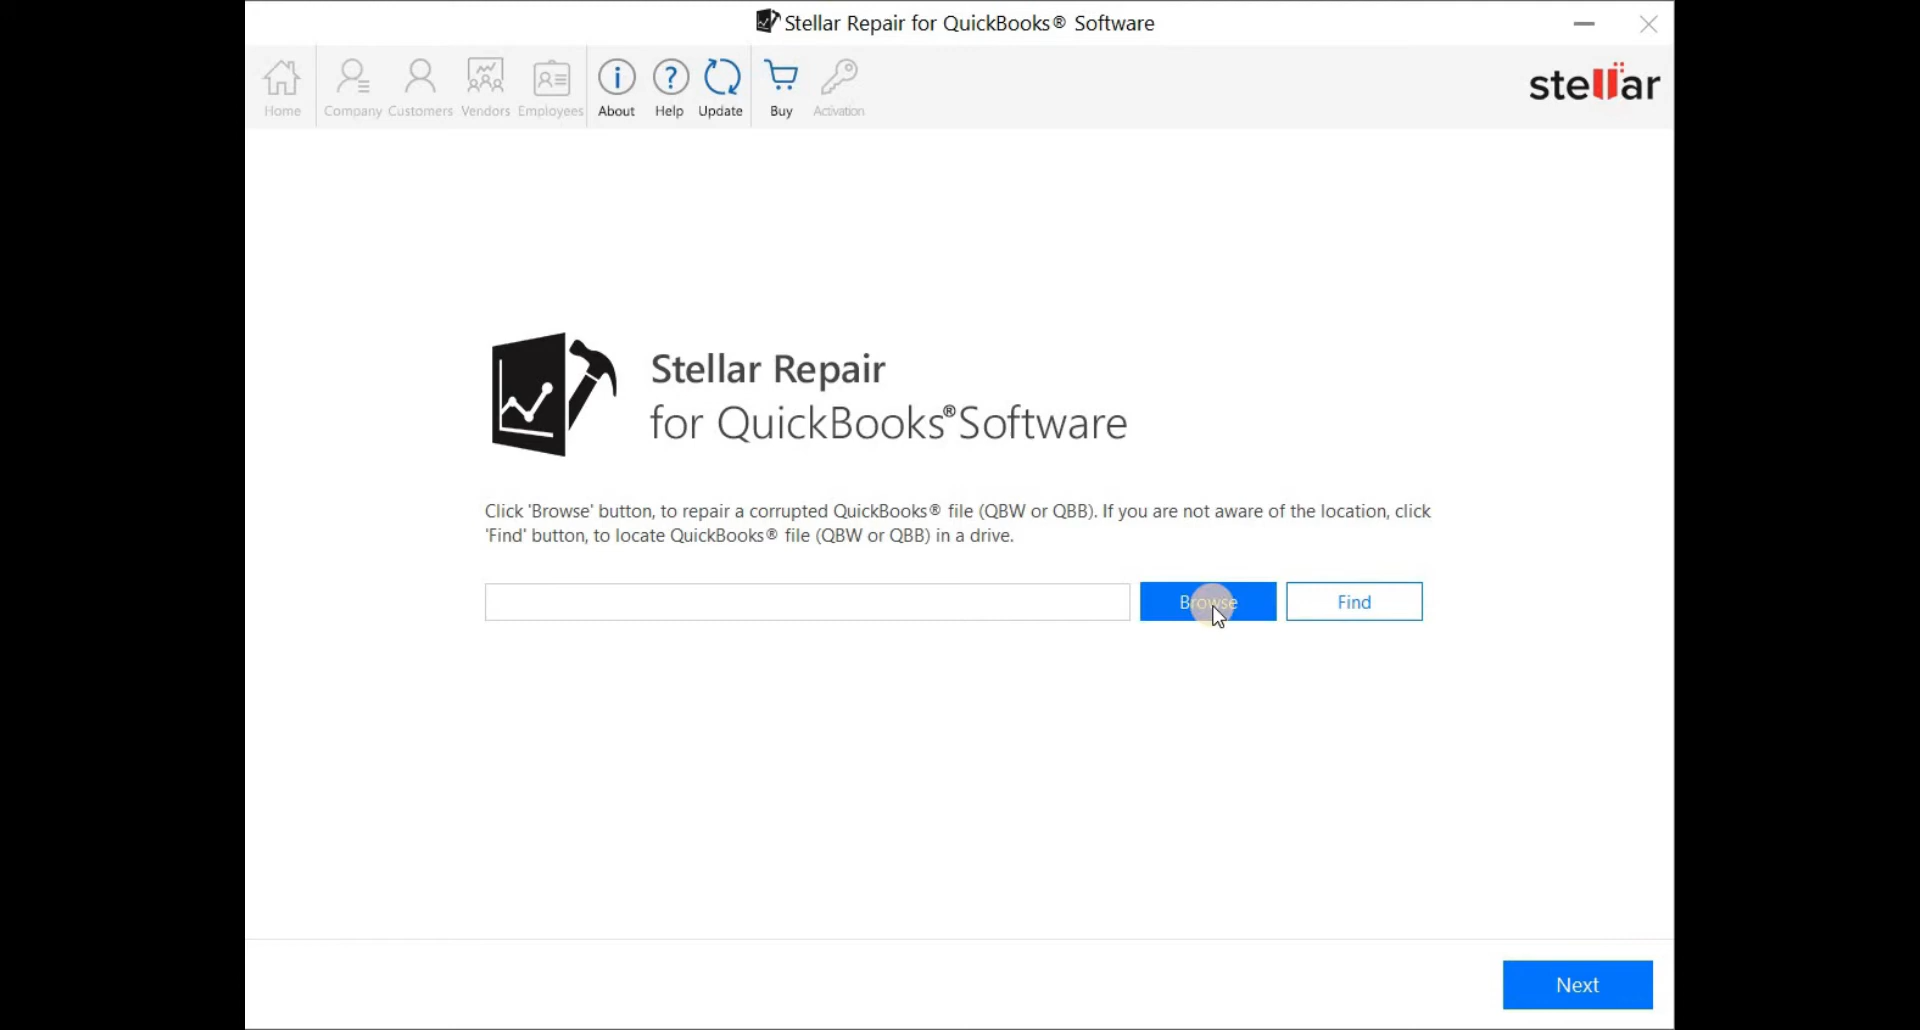 Stellar Repair for QuickBooks® Software
Home Company Customers Vendors Employees About Help Update Buy Activation
stellar
Stellar Repair
for QuickBooks® Software
Click 'Browse' button, to repair a corrupted QuickBooks® file (QBW or QBB). If you are not aware of the location, click
'Find' button, to locate QuickBooks® file (QBW or QBB) in a drive.
Browse Find
Next